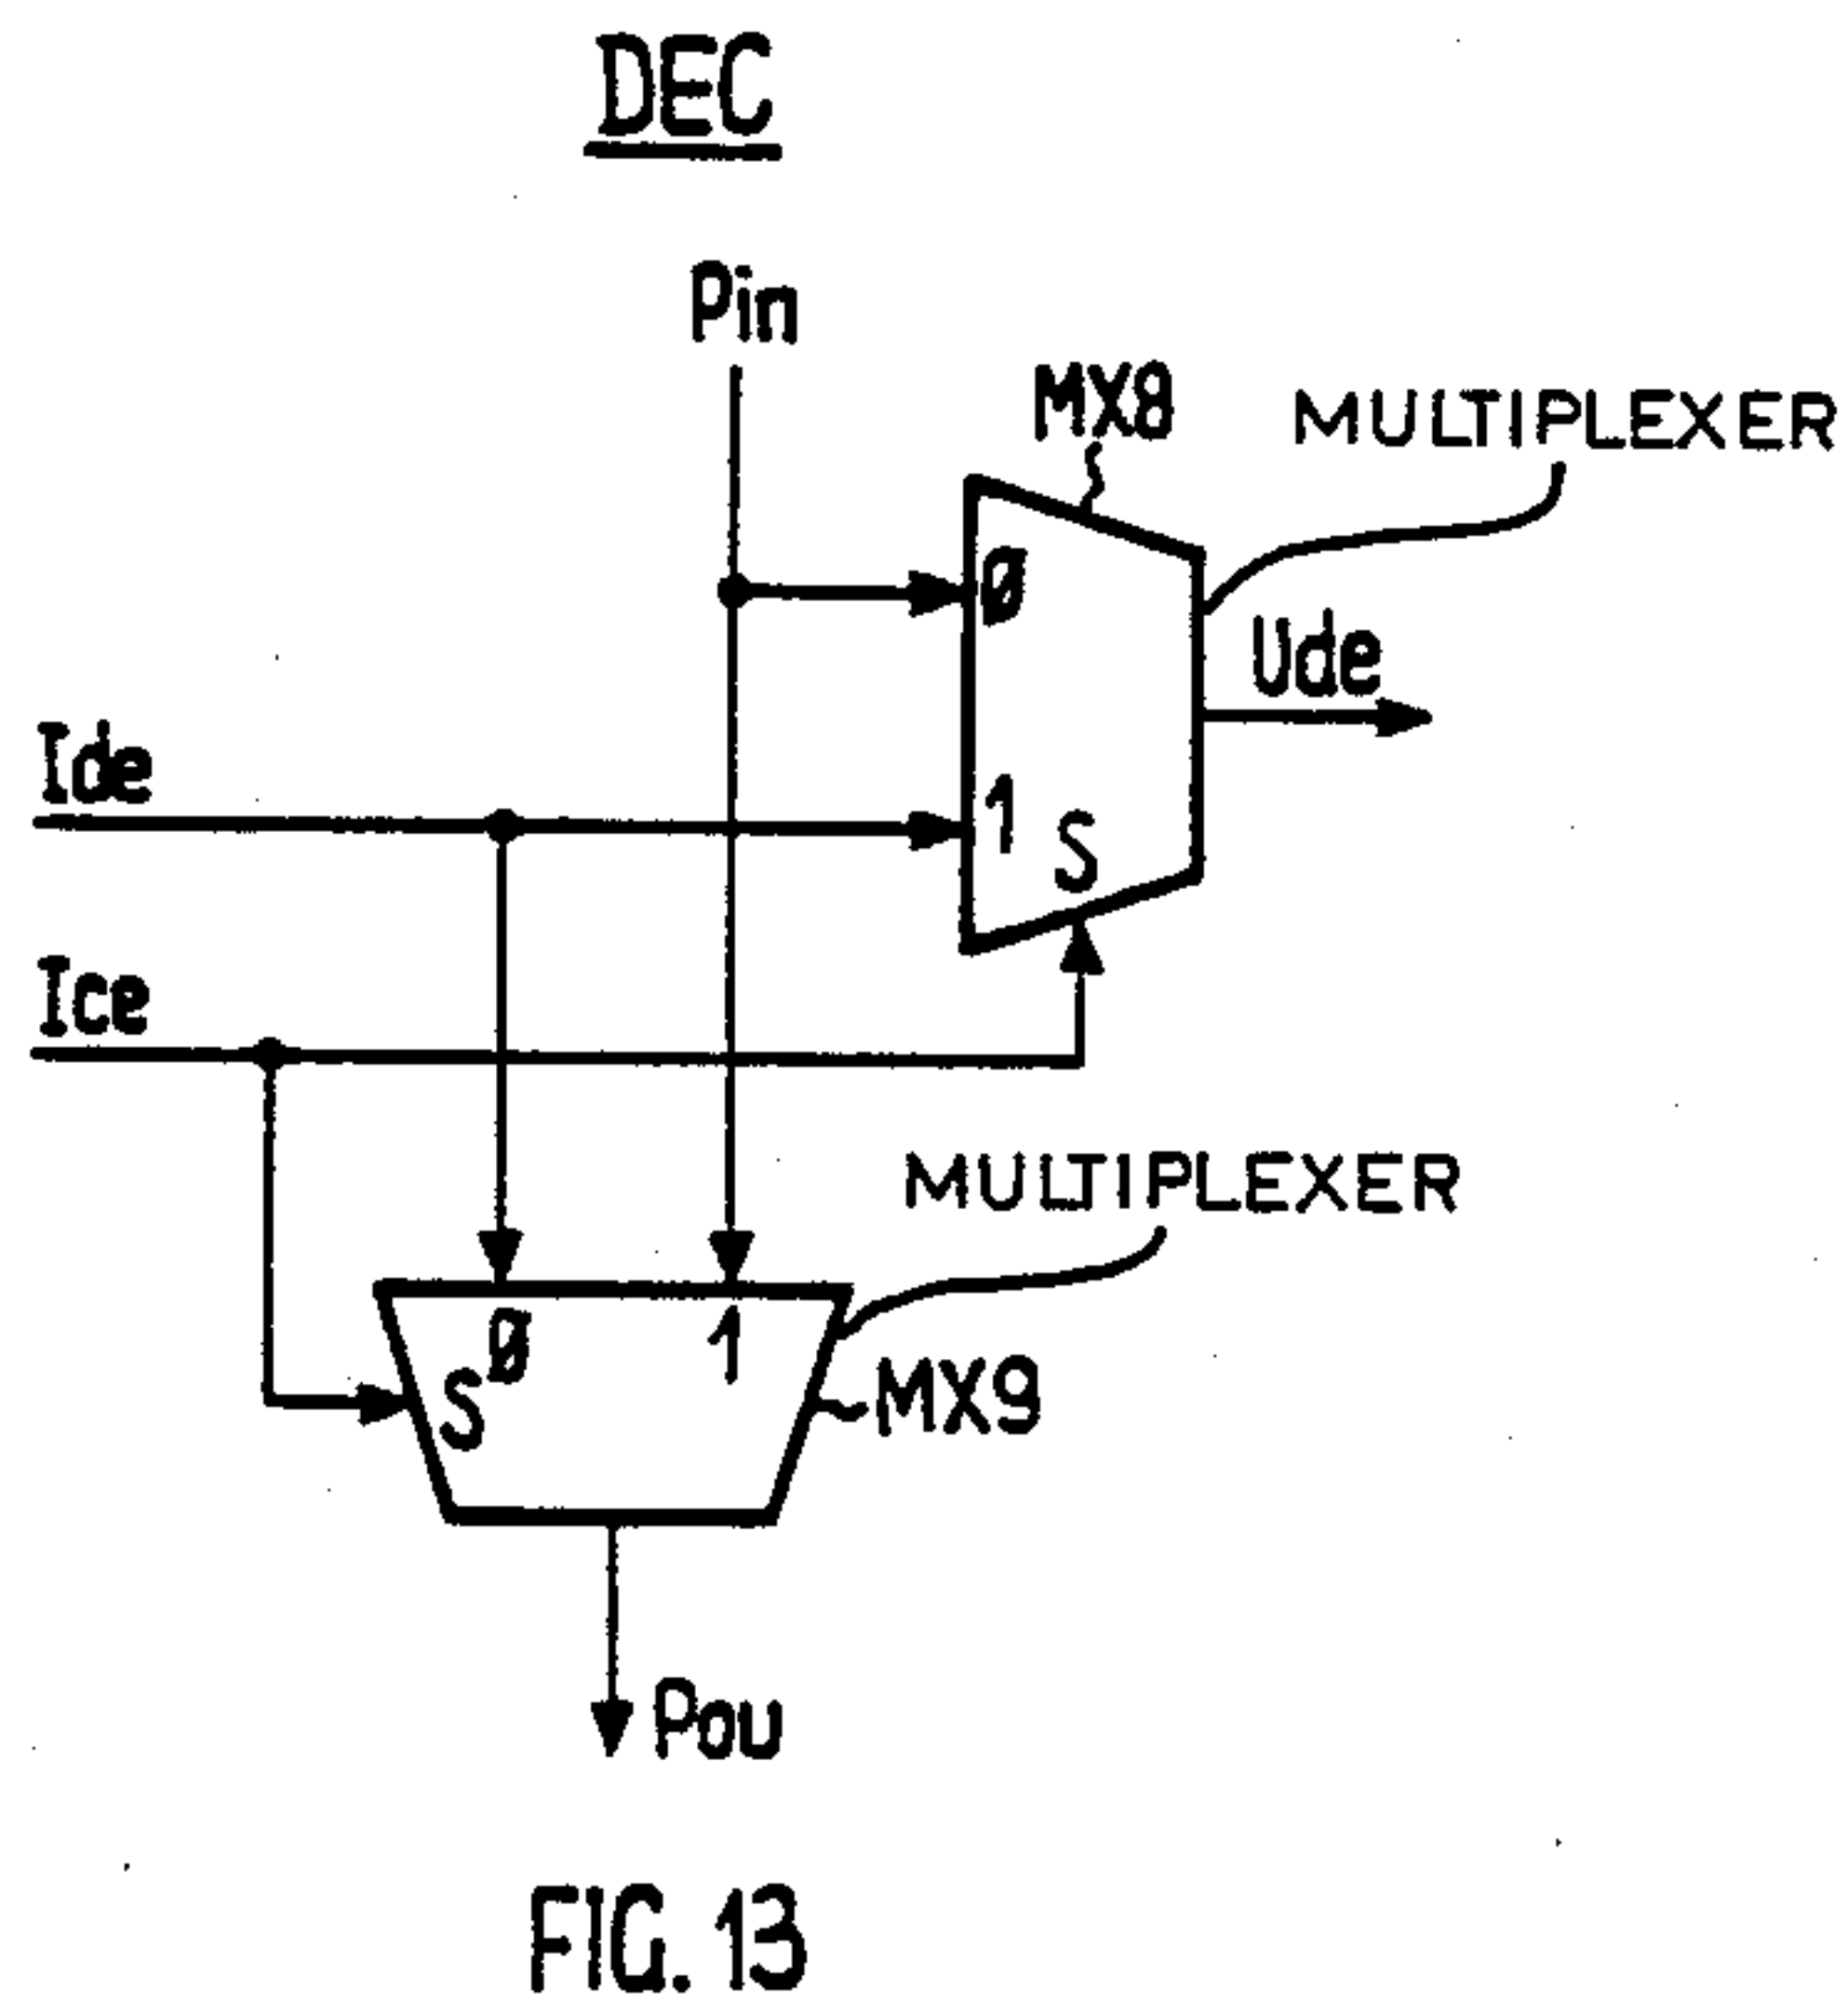 DEC
Pin
MX8
MULTIPLEXER
Ø
Ude
Ide
1
S
Ice
MULTIPLEXER
Ø
1
S
MX9
Pou
FIG. 13